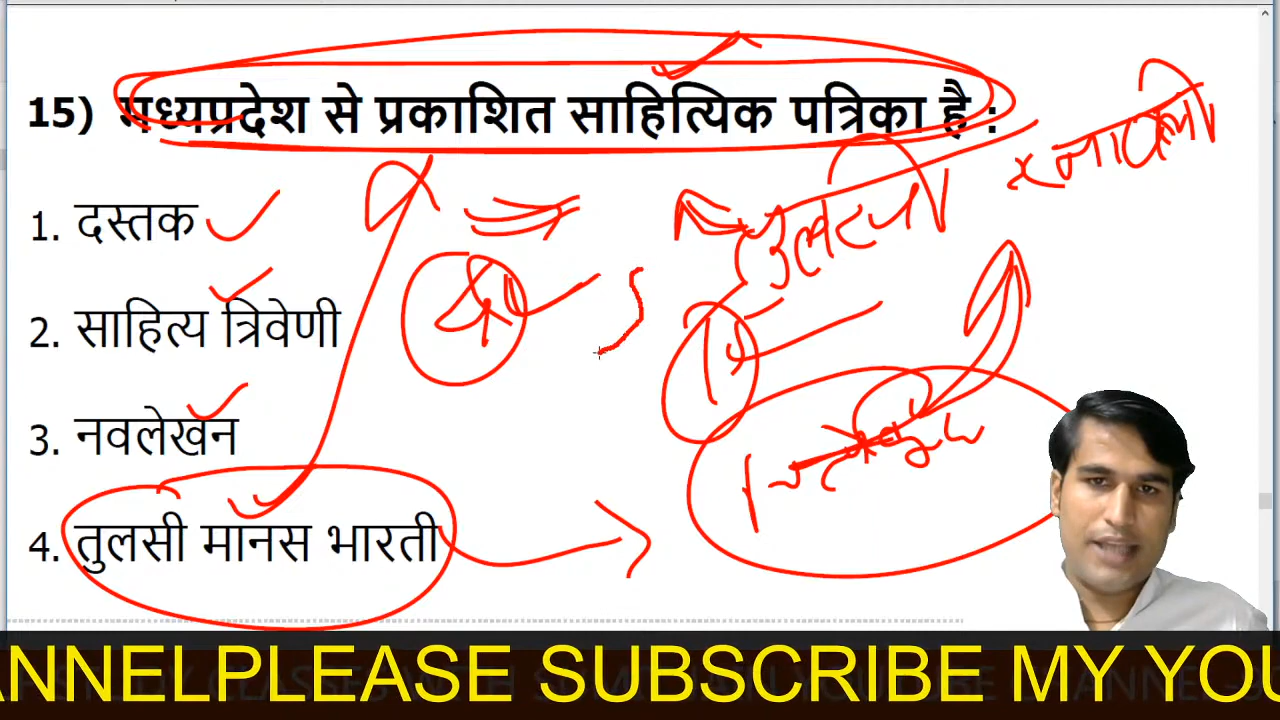 15) मध्यप्रदेश से प्रकाशित साहित्यिक पत्रिका है :
1. दस्तक
2. साहित्य त्रिवेणी
3. नवलेखन
4. तुलसी मानस भारती
ANNELPLEASE SUBSCRIBE MY YOU